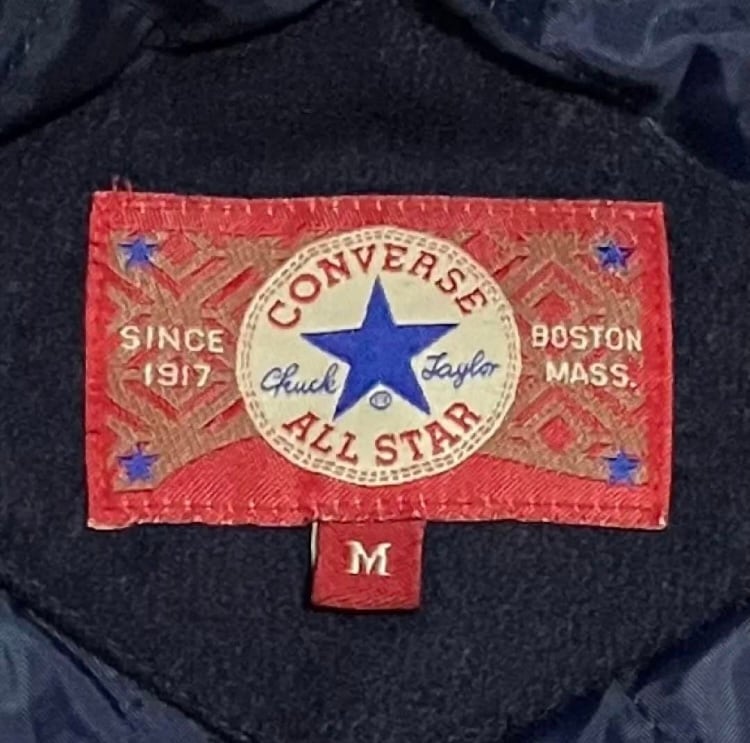 CONVERSE
SINCE
1917
Chuck Taylor
BOSTON
MASS.
ALL STAR
M